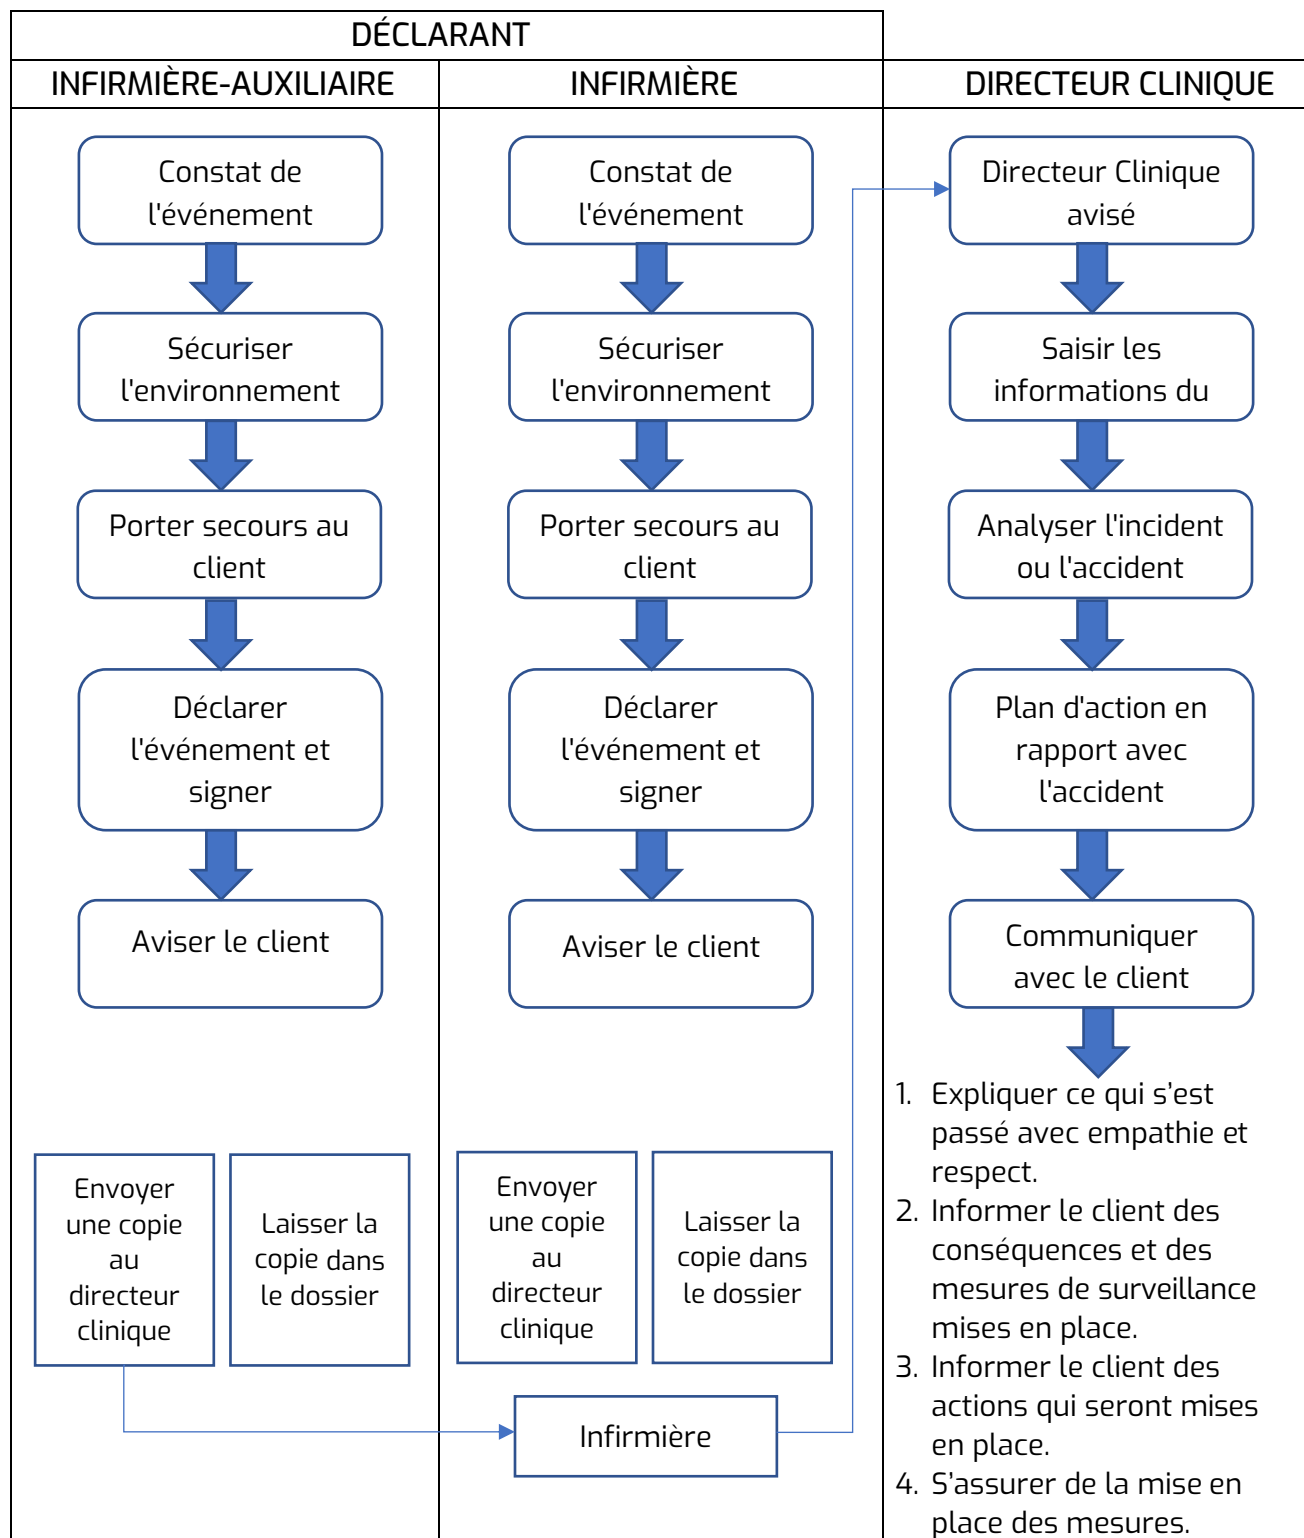 DÉCLARANT
INFIRMIÈRE-AUXILIAIRE
INFIRMIÈRE
DIRECTEUR CLINIQUE
Constat de
l'événement
Sécuriser
l'environnement
Porter secours au
client
Déclarer
l'événement et
signer
Aviser le client
Envoyer
une copie
au
directeur
clinique
Laisser la
copie dans
le dossier
Constat de
l'événement
Sécuriser
l'environnement
Porter secours au
client
Déclarer
l'événement et
signer
Aviser le client
Envoyer
une copie
au
directeur
clinique
Laisser la
copie dans
le dossier
Infirmière
Directeur Clinique
avisé
Saisir les
informations du
Analyser l'incident
ou l'accident
Plan d'action en
rapport avec
l'accident
Communiquer
avec le client
1. Expliquer ce qui s’est
passé avec empathie et
respect.
2. Informer le client des
conséquences et des
mesures de surveillance
mises en place.
3. Informer le client des
actions qui seront mises
en place.
4. S’assurer de la mise en
place des mesures.